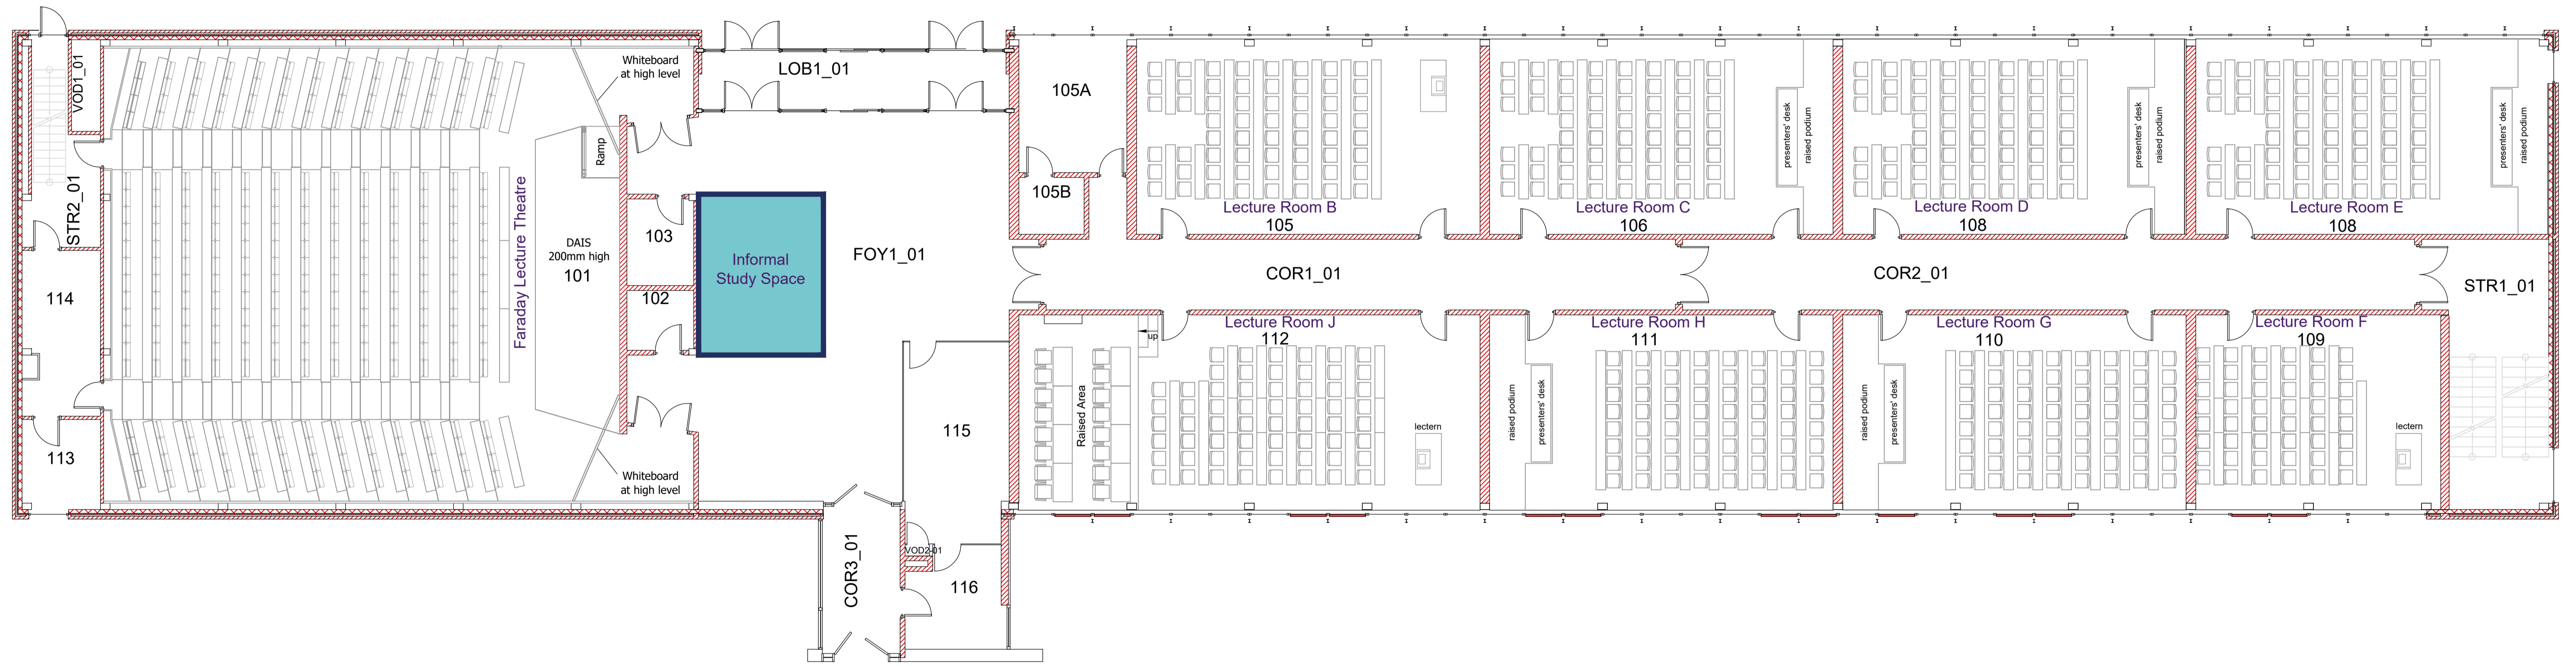 VOD1_01
STR2_01
114
113
Faraday Lecture Theatre
Whiteboard
at high level
Ramp
DAIS
200mm high
101
Whiteboard
at high level
103
102
LOB1_01
Informal
Study Space
FOY1_01
115
VOD2-01
116
COR3_01
105A
105B
Lecture Room B
105
Lecture Room C
106
presenters' desk
raised podium
Lecture Room D
108
presenters' desk
raised podium
Lecture Room E
108
presenters' desk
raised podium
COR1_01
COR2_01
STR1_01
Raised Area
up
Lecture Room J
112
lectern
Lecture Room H
111
raised podium
presenters' desk
Lecture Room G
110
raised podium
presenters' desk
Lecture Room F
109
lectern